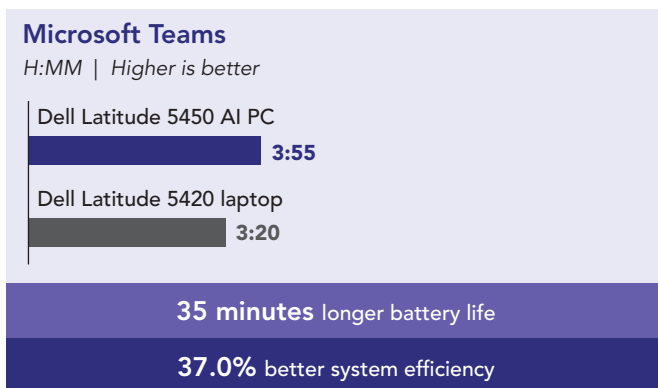 Microsoft Teams
H:MM | Higher is better
Dell Latitude 5450 AI PC
3:55
Dell Latitude 5420 laptop
3:20
35 minutes longer battery life
37.0% better system efficiency